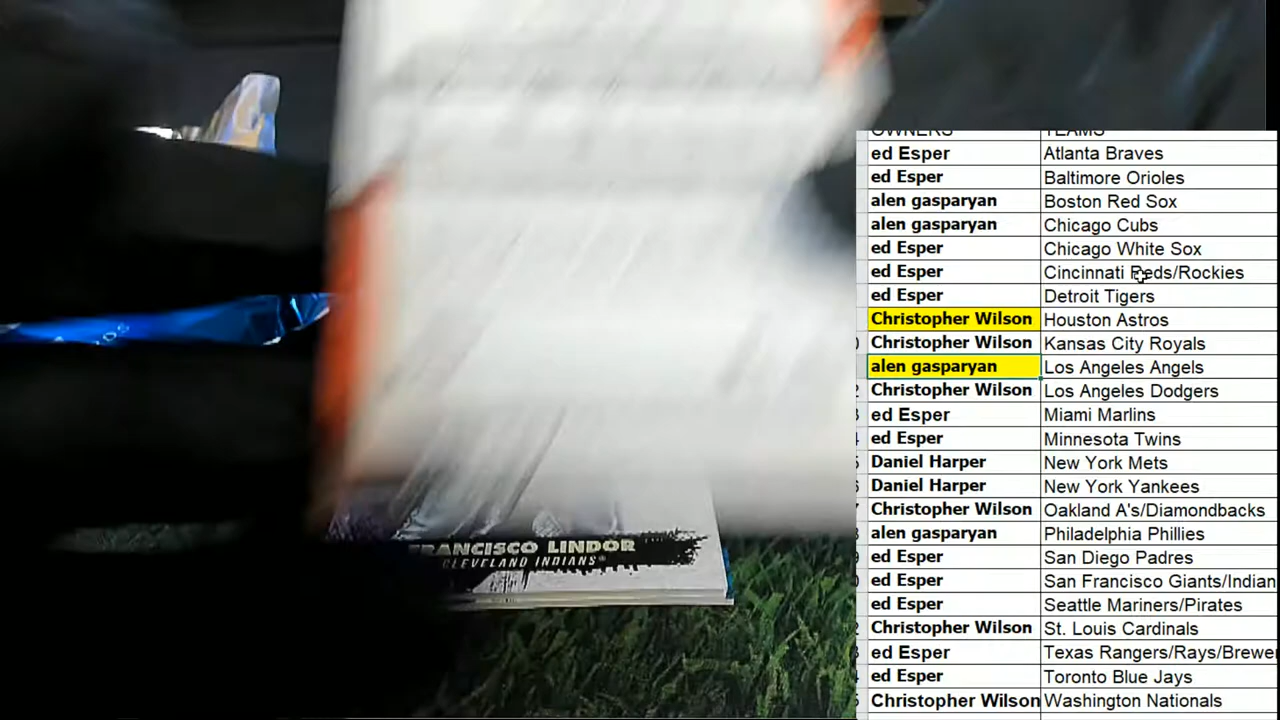 OWNERS TEAMS
ed Esper Atlanta Braves
ed Esper Baltimore Orioles
alen gasparyan Boston Red Sox
alen gasparyan Chicago Cubs
ed Esper Chicago White Sox
ed Esper Cincinnati Reds/Rockies
ed Esper Detroit Tigers
Christopher Wilson Houston Astros
Christopher Wilson Kansas City Royals
alen gasparyan Los Angeles Angels
Christopher Wilson Los Angeles Dodgers
ed Esper Miami Marlins
ed Esper Minnesota Twins
Daniel Harper New York Mets
Daniel Harper New York Yankees
Christopher Wilson Oakland A's/Diamondbacks
alen gasparyan Philadelphia Phillies
ed Esper San Diego Padres
ed Esper San Francisco Giants/Indian
ed Esper Seattle Mariners/Pirates
Christopher Wilson St. Louis Cardinals
ed Esper Texas Rangers/Rays/Brewer
ed Esper Toronto Blue Jays
Christopher Wilson Washington Nationals
FRANCISCO LINDOR
CLEVELAND INDIANS